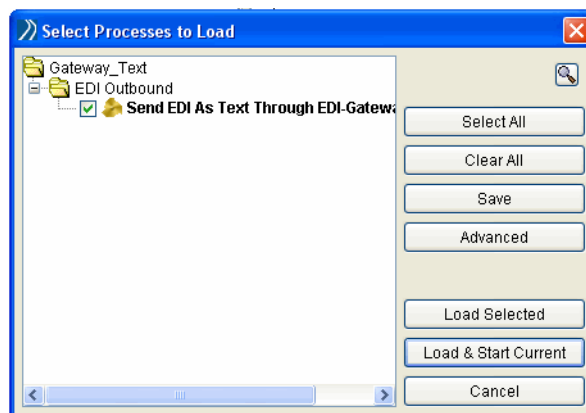 Select Processes to Load
Gateway_Text
EDI Outbound
Send EDI As Text Through EDI-Gatewa
Select All
Clear All
Save
Advanced
Load Selected
Load & Start Current
Cancel